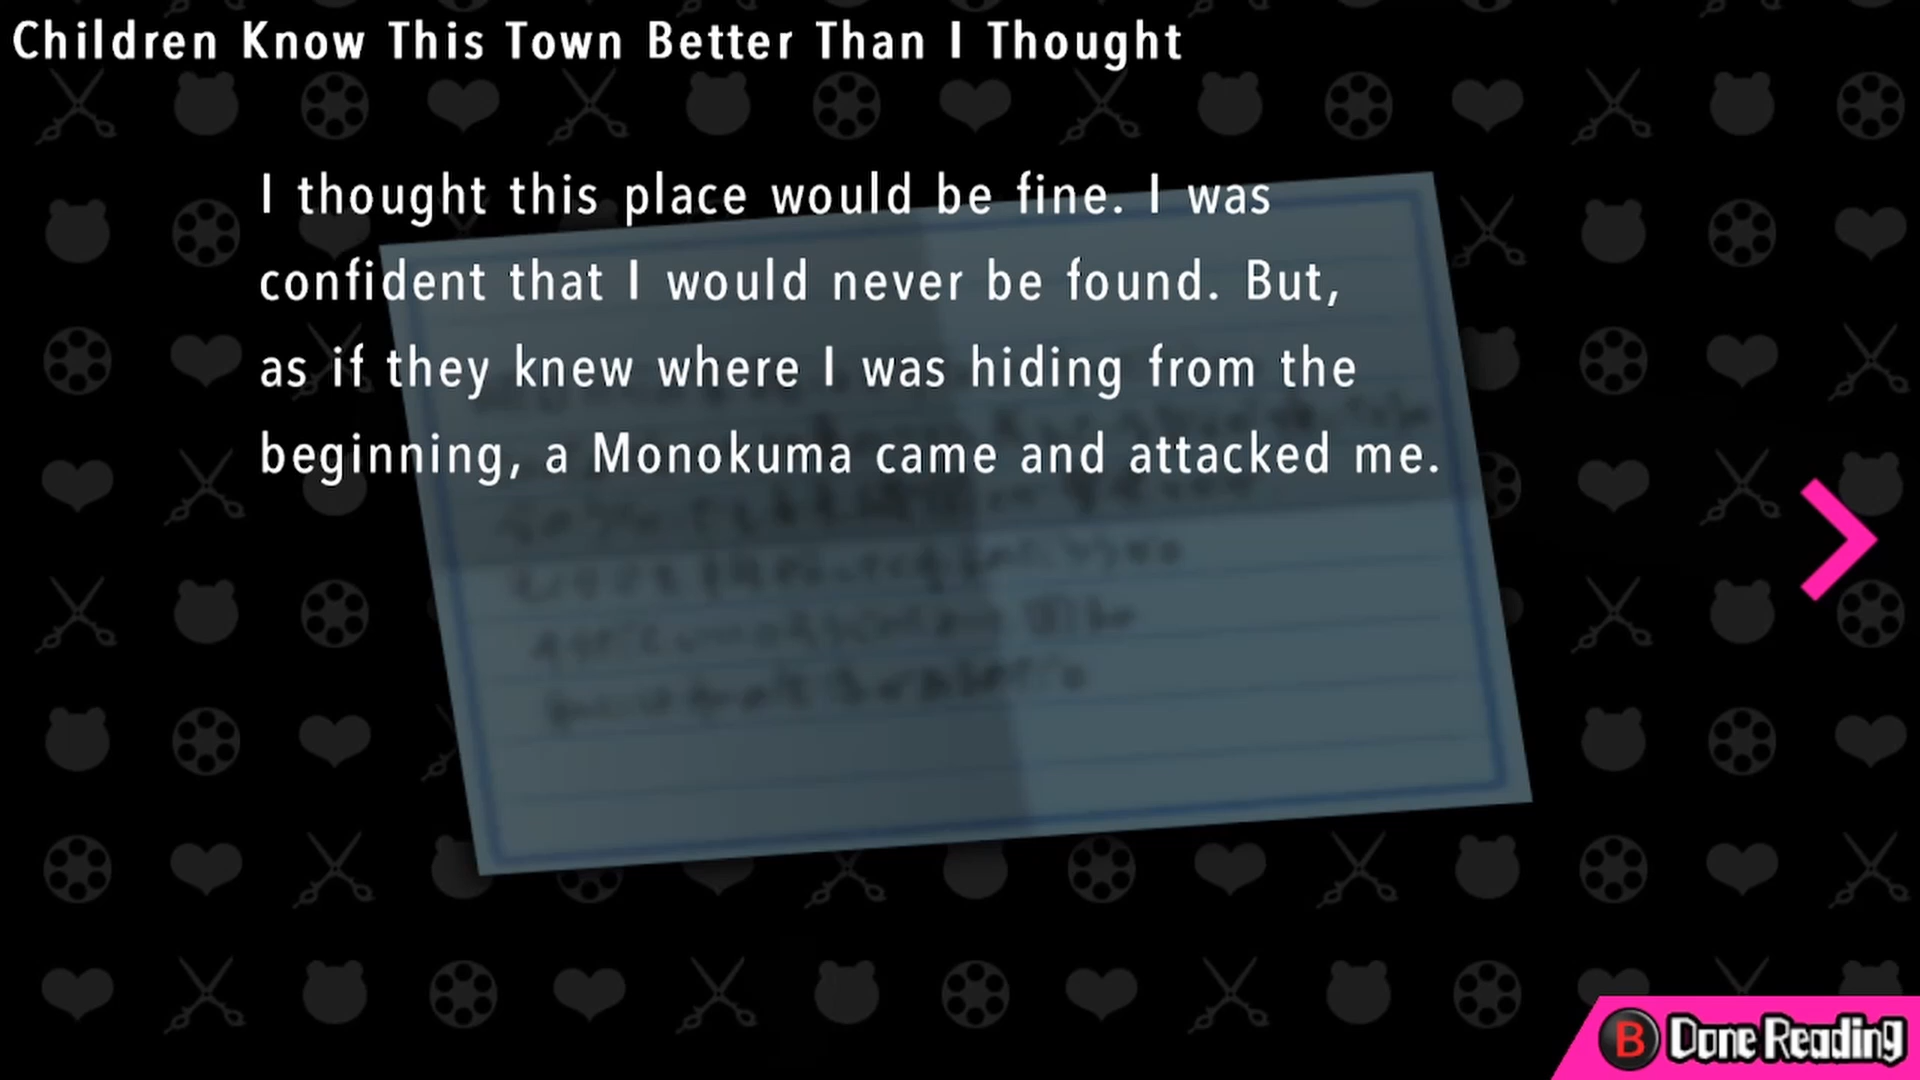 Children Know This Town Better Than I Thought
I thought this place would be fine. I was
confident that I would never be found. But,
as if they knew where I was hiding from the
beginning, a Monokuma came and attacked me.
B Done Reading